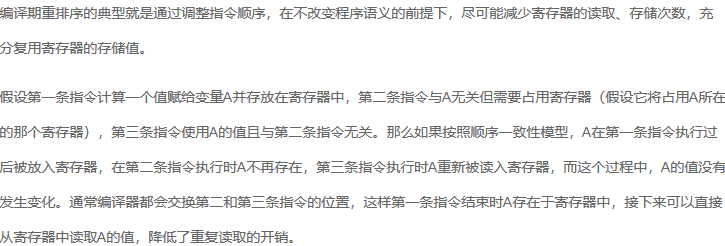 编译期重排序的典型就是通过调整指令顺序，在不改变程序语义的前提下，尽可能减少寄存器的读取、存储次数，充
分复用寄存器的存储值。
假设第一条指令计算一个值赋给变量A并存放在寄存器中，第二条指令与A无关但需要占用寄存器（假设它将占用A所在
的那个寄存器），第三条指令使用A的值且与第二条指令无关。那么如果按照顺序一致性模型，A在第一条指令执行过
后被放入寄存器，在第二条指令执行时A不再存在，第三条指令执行时A重新被读入寄存器，而这个过程中，A的值没有
发生变化。通常编译器都会交换第二和第三条指令的位置，这样第一条指令结束时A存在于寄存器中，接下来可以直接
从寄存器中读取A的值，降低了重复读取的开销。